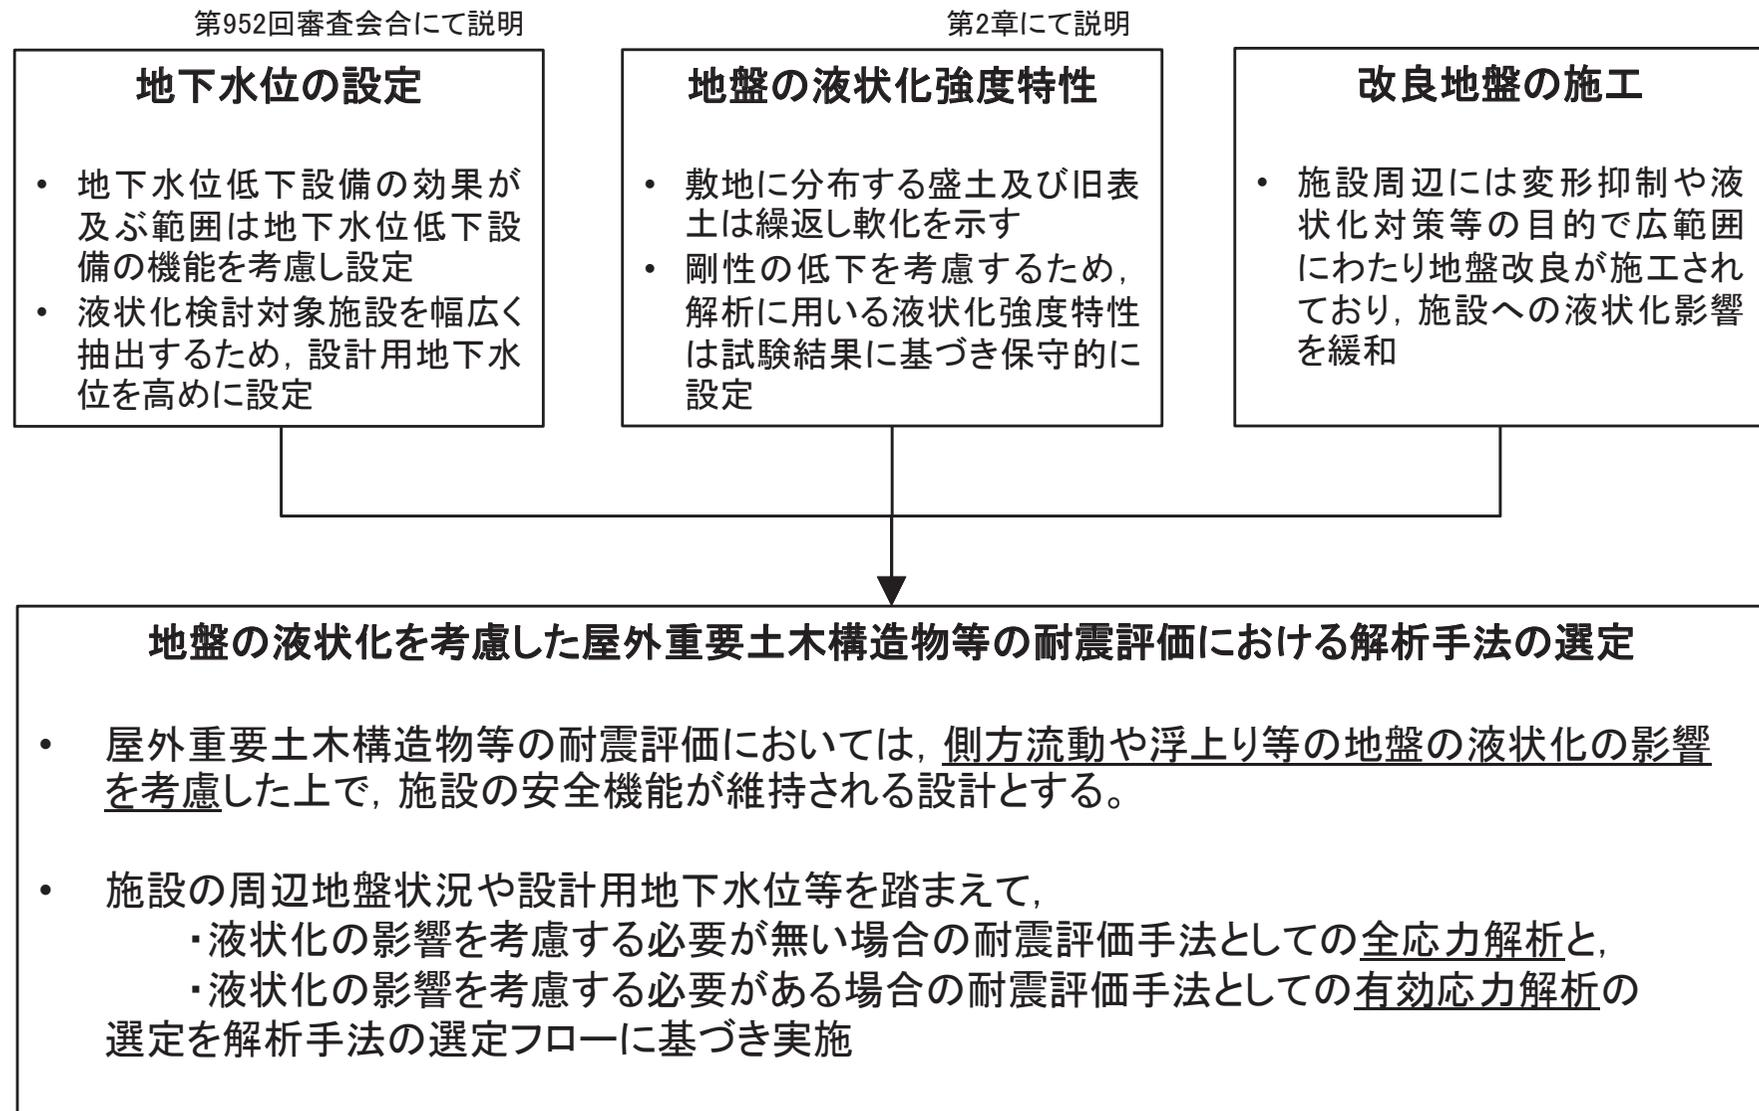 第952回審査会合にて説明
地下水位の設定
• 地下水位低下設備の効果が
及ぶ範囲は地下水位低下設
備の機能を考慮し設定
• 液状化検討対象施設を幅広く
抽出するため，設計用地下水
位を高めに設定
第2章にて説明
地盤の液状化強度特性
• 敷地に分布する盛土及び旧表
土は繰返し軟化を示す
• 剛性の低下を考慮するため，
解析に用いる液状化強度特性
は試験結果に基づき保守的に
設定
改良地盤の施工
• 施設周辺には変形抑制や液
状化対策等の目的で広範囲
にわたり地盤改良が施工され
ており，施設への液状化影響
を緩和
地盤の液状化を考慮した屋外重要土木構造物等の耐震評価における解析手法の選定
• 屋外重要土木構造物等の耐震評価においては，側方流動や浮上り等の地盤の液状化の影響
を考慮した上で，施設の安全機能が維持される設計とする。
• 施設の周辺地盤状況や設計用地下水位等を踏まえて，
・液状化の影響を考慮する必要が無い場合の耐震評価手法としての全応力解析と，
・液状化の影響を考慮する必要がある場合の耐震評価手法としての有効応力解析の
選定を解析手法の選定フローに基づき実施